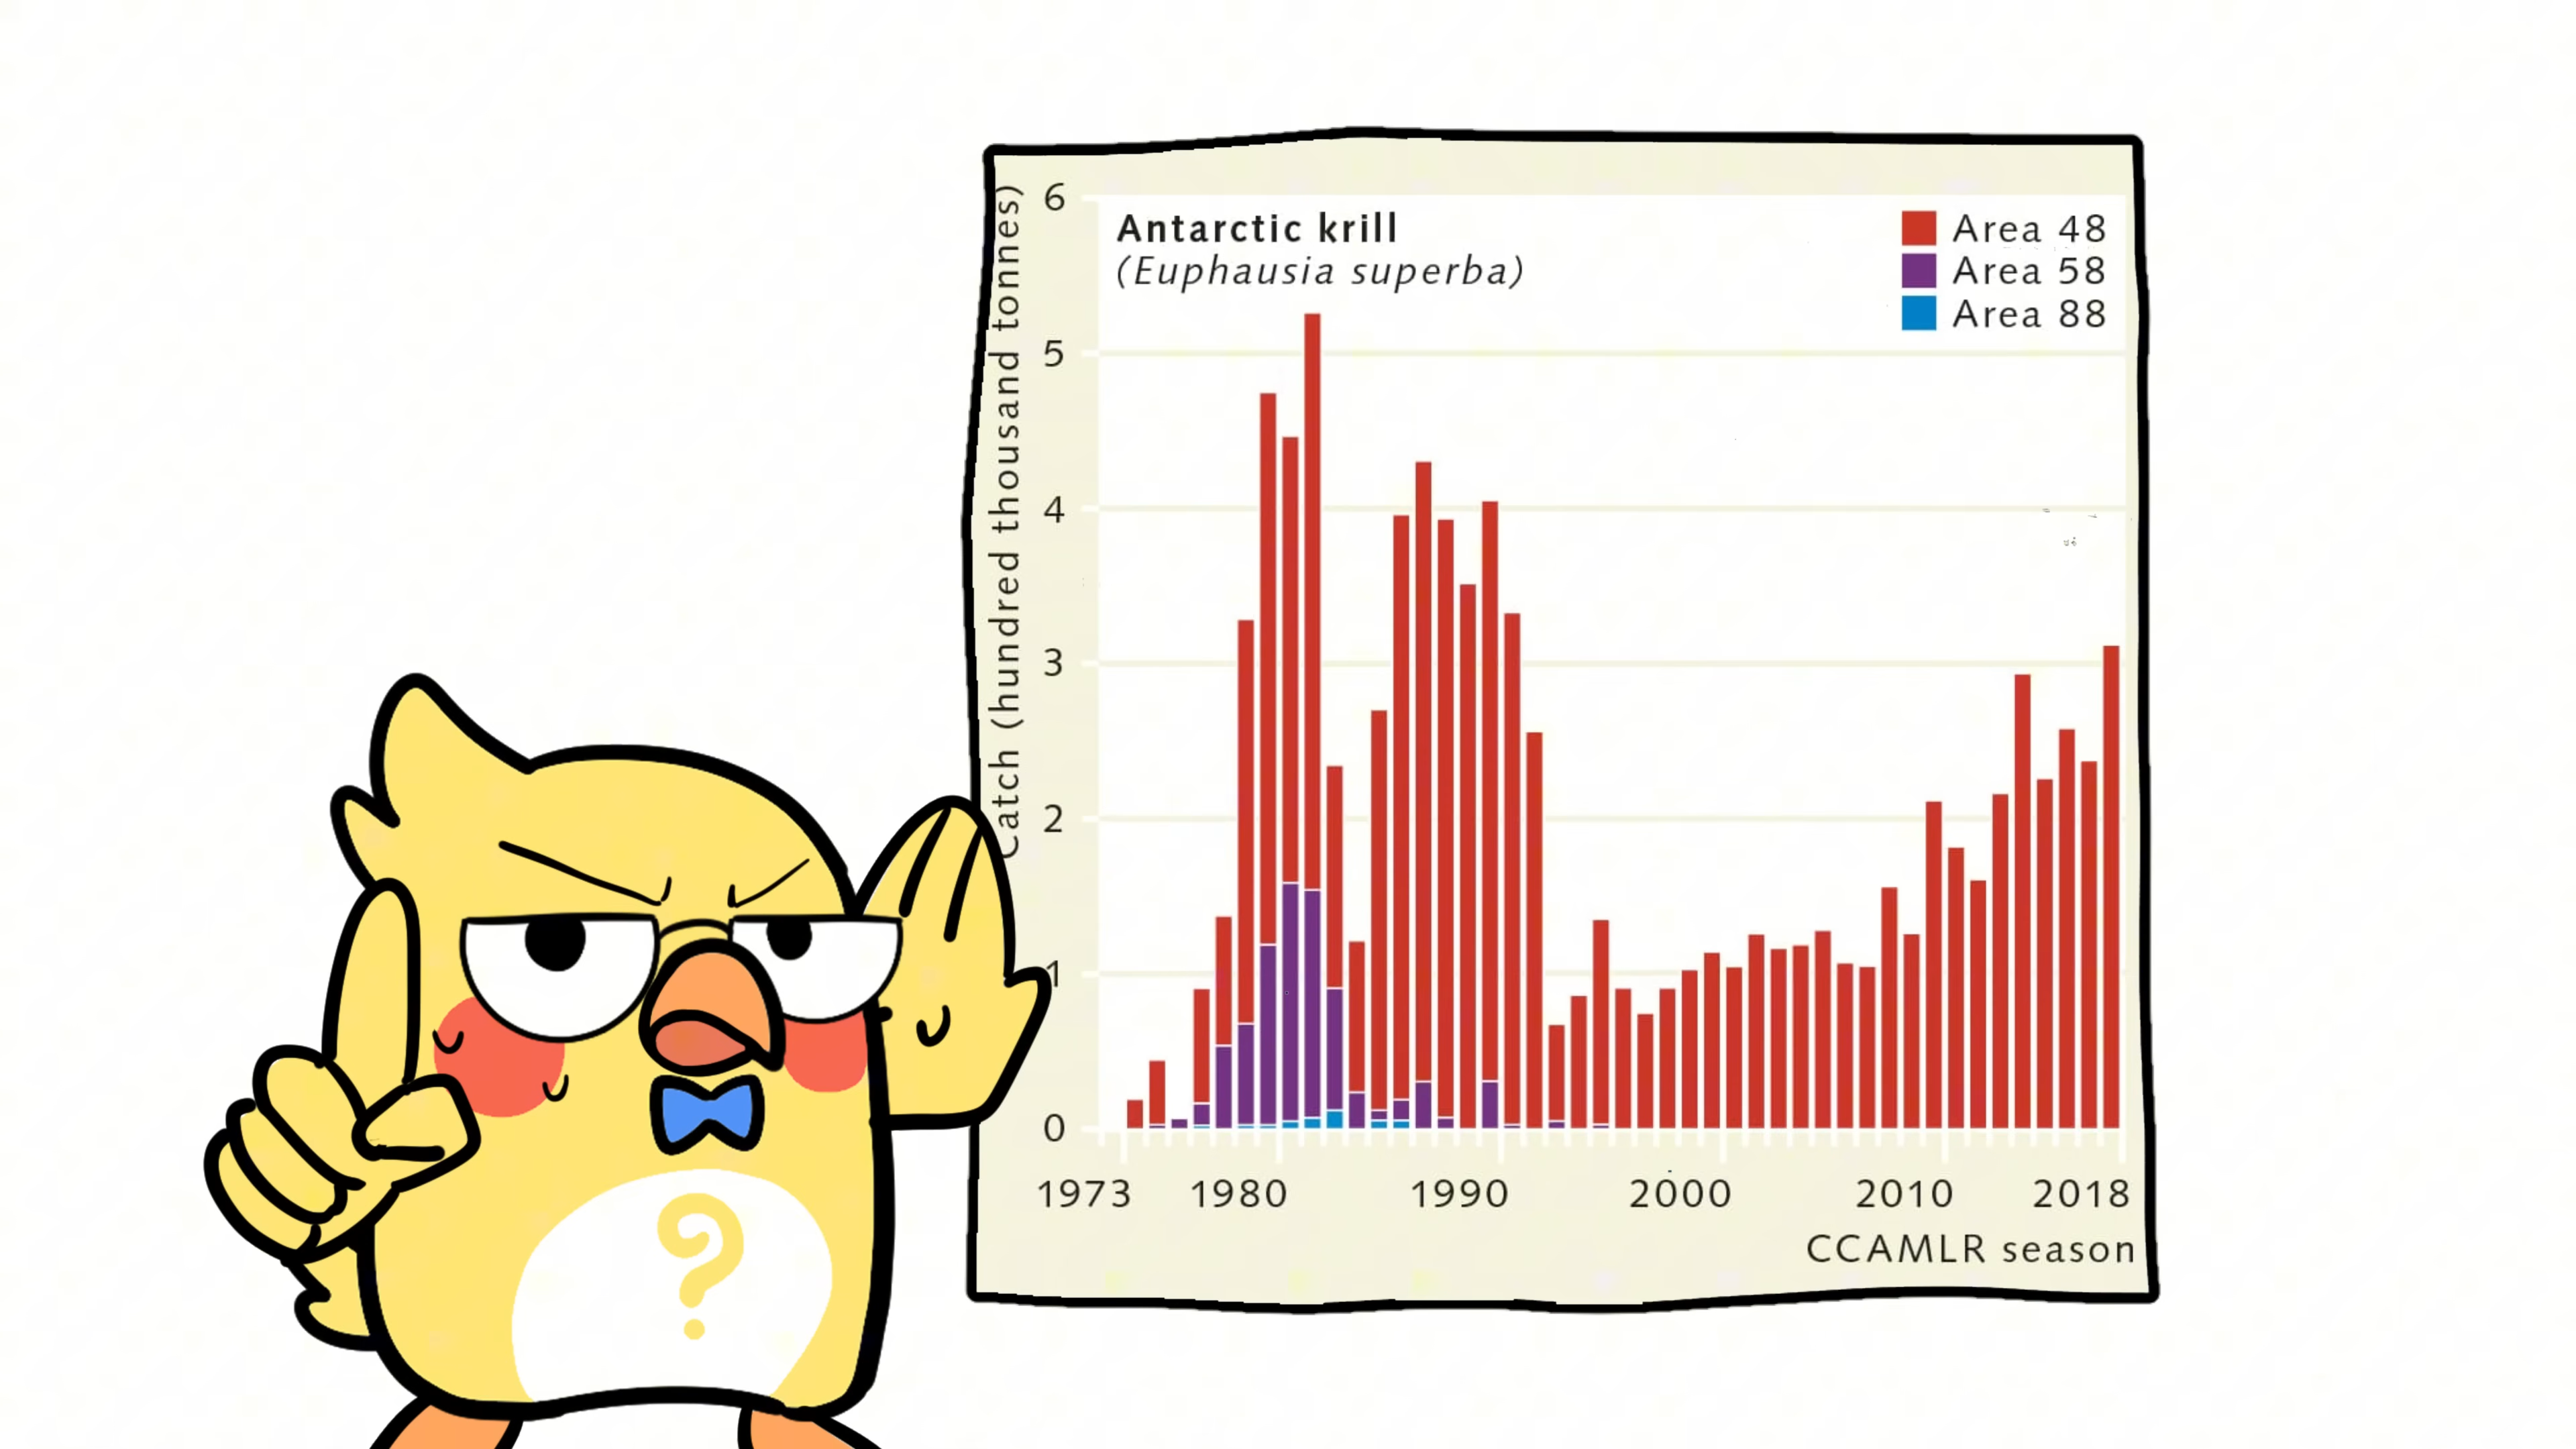 Antarctic krill
(Euphausia superba)
Area 48
Area 58
Area 88
Catch (hundred thousand tonnes)
6
5
4
3
2
1
0
1973 1980 1990 2000 2010 2018
CCAMLR season
?